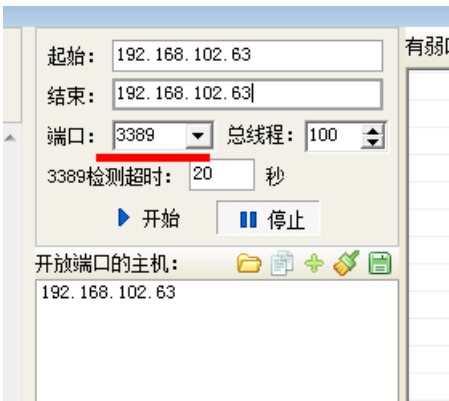 起始： 192.168.102.63
结束： 192.168.102.63
端口： 3389 总线程： 100
3389检测超时： 20 秒
开始 停止
开放端口的主机：
192.168.102.63
有弱